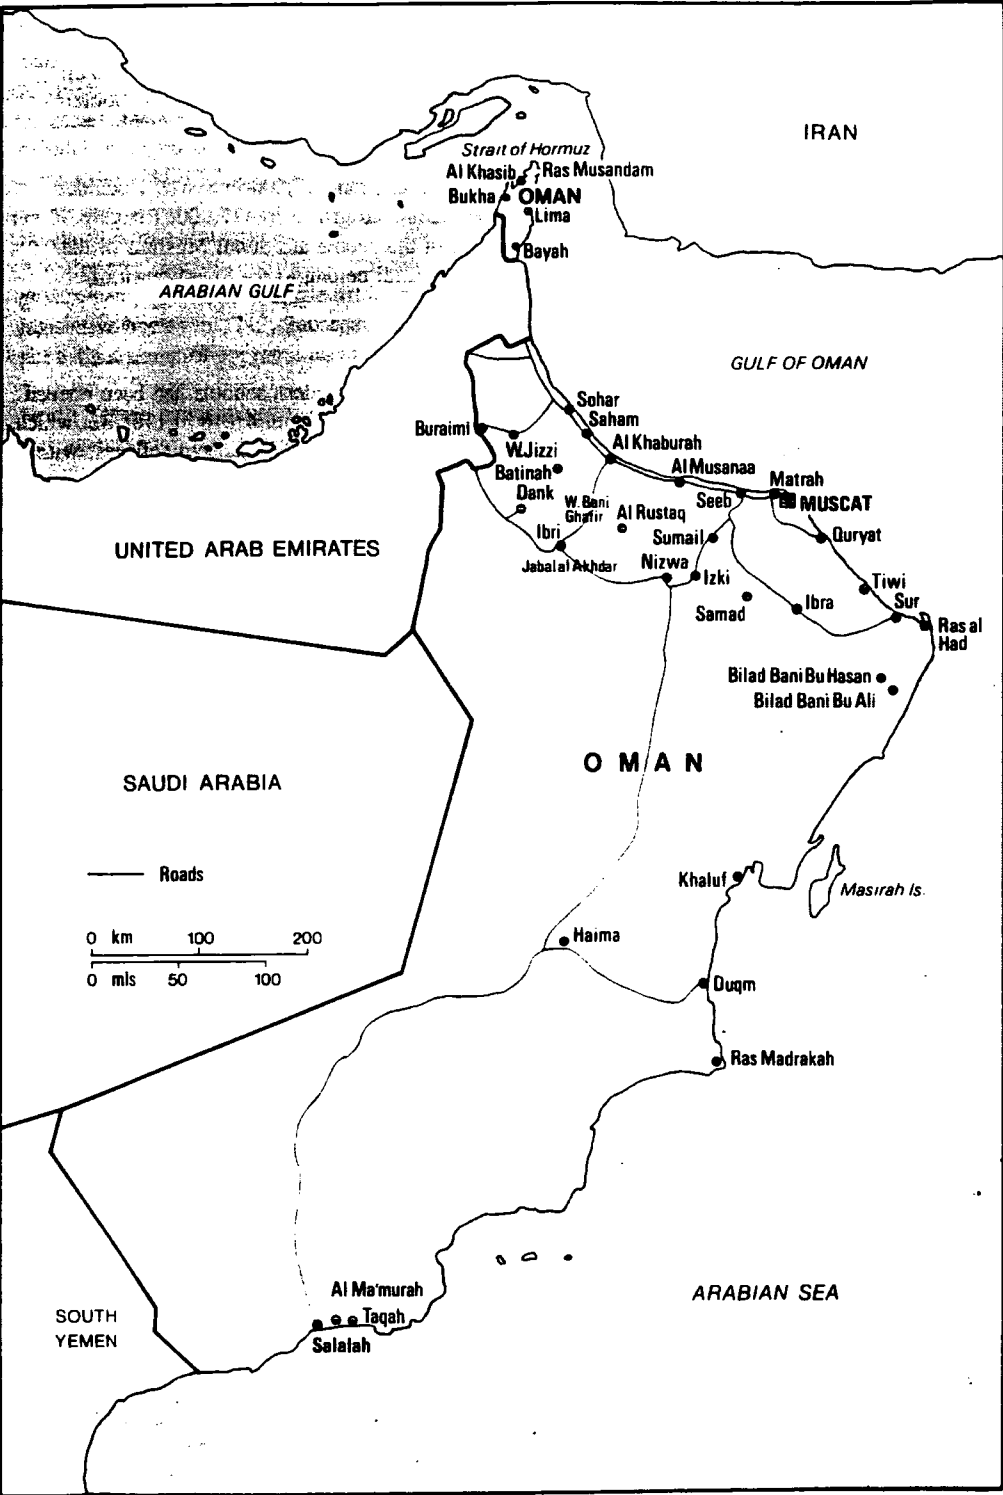 IRAN
Strait of Hormuz
Al Khasib
Ras Musandam
Bukha
OMAN
Lima
Bayah
ARABIAN GULF
GULF OF OMAN
Sohar
Saham
Buraimi
Al Khaburah
W.Jizzi
Batinah
Al Musanaa
Matrah
Dank
Seeb
MUSCAT
W. Bani
Ghafir
Al Rustaq
Ibri
Sumail
Quryat
UNITED ARAB EMIRATES
Jabal al Akhdar
Nizwa
Izki
Tiwi
Samad
Ibra
Sur
Ras al
Had
Bilad Bani Bu Hasan
Bilad Bani Bu Ali
OMAN
SAUDI ARABIA
Roads
Khaluf
Masirah Is.
0 km 100 200
0 mls 50 100
Haima
Duqm
Ras Madrakah
Al Ma'murah
Taqah
Salalah
SOUTH
YEMEN
ARABIAN SEA